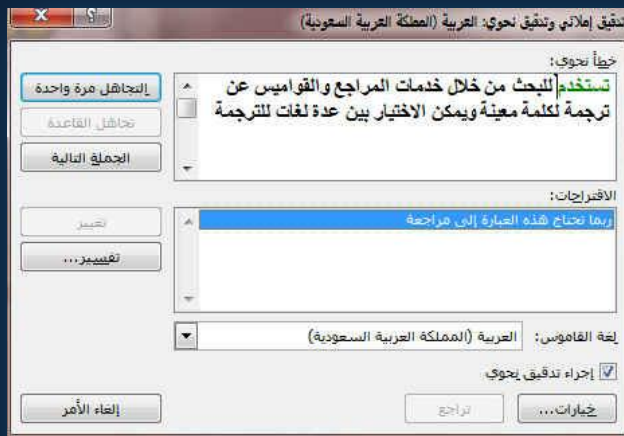 تدقيق إملائي وتدقيق نحوي: العربية (المملكة العربية السعودية)
خطأ نحوي:
تستخدم للبحث من خلال خدمات المراجع والقواميس عن
ترجمة لكلمة معينة ويمكن الاختيار بين عدة لغات للترجمة
التجاهل مرة واحدة
تجاهل القاعدة
الجملة التالية
الاقتراحات:
ربما تحتاج هذه العبارة إلى مراجعة
تغيير
تفسير...
لغة القاموس: العربية (المملكة العربية السعودية)
إجراء تدقيق نحوي
خيارات... تراجع إلغاء الأمر